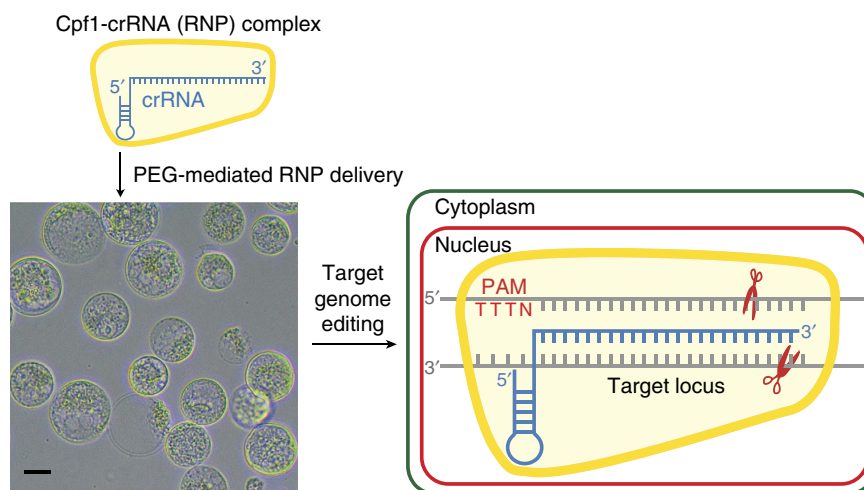 Cpf1-crRNA (RNP) complex
3′
5′
crRNA
PEG-mediated RNP delivery
Cytoplasm
Nucleus
Target
genome
editing
PAM
5′
TTTN
3′
3′
5′
Target locus